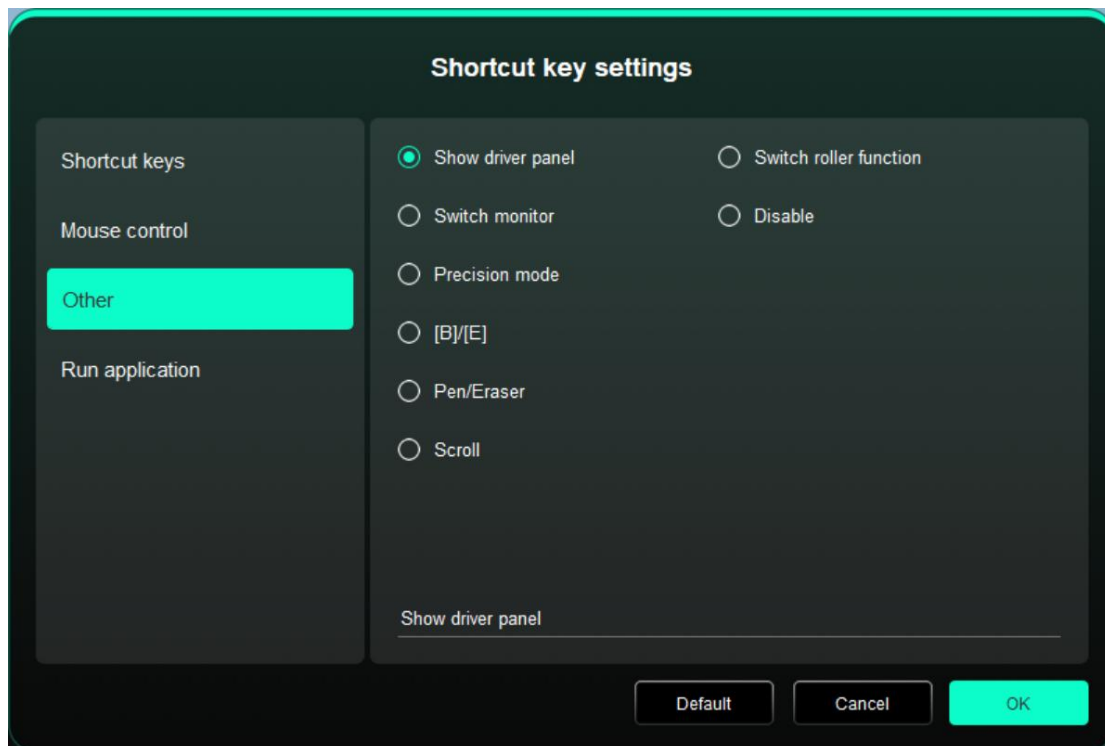 Shortcut key settings
Shortcut keys
Mouse control
Other
Run application
Show driver panel
Switch roller function
Switch monitor
Disable
Precision mode
[B]/[E]
Pen/Eraser
Scroll
Show driver panel
Default
Cancel
OK